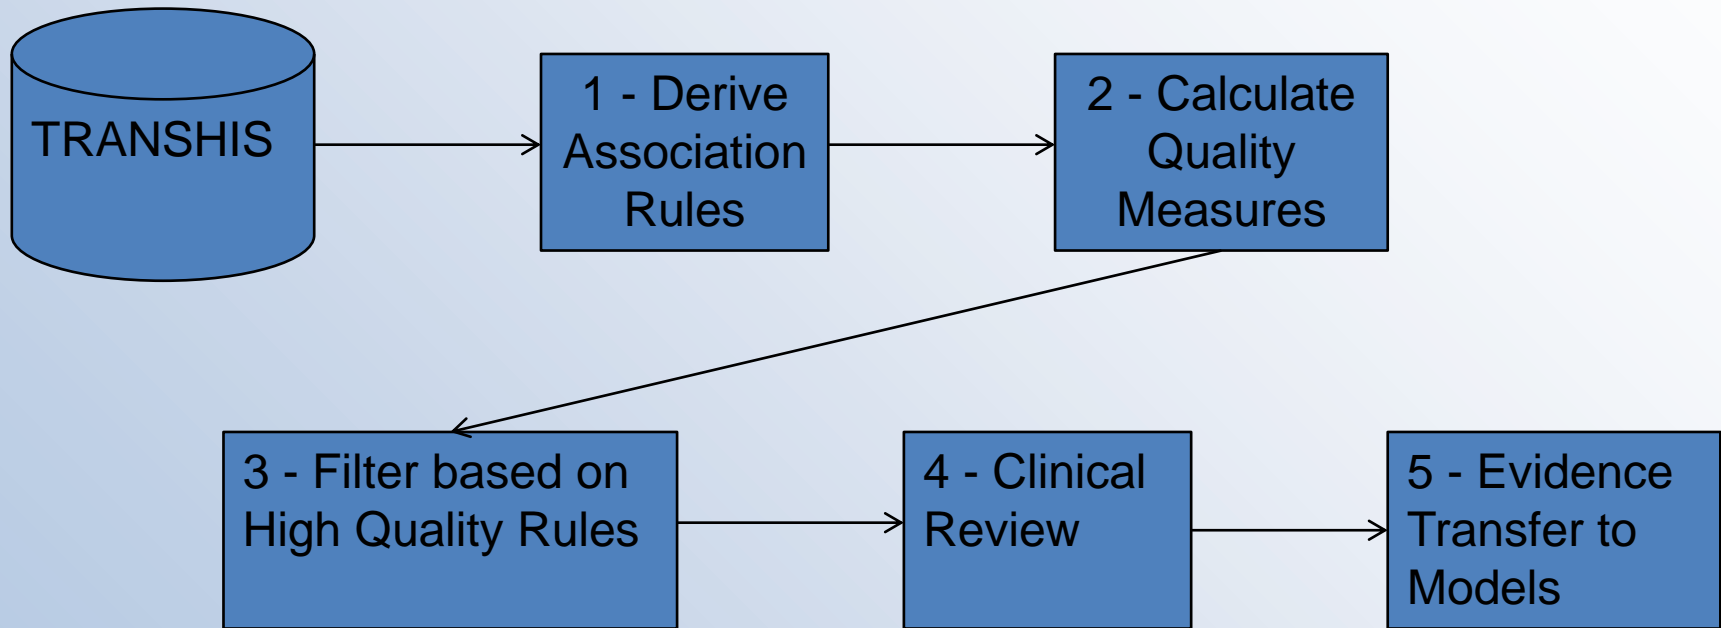 TRANSHIS
1 - Derive
Association
Rules
2 - Calculate
Quality
Measures
3 - Filter based on
High Quality Rules
4 - Clinical
Review
5 - Evidence
Transfer to
Models